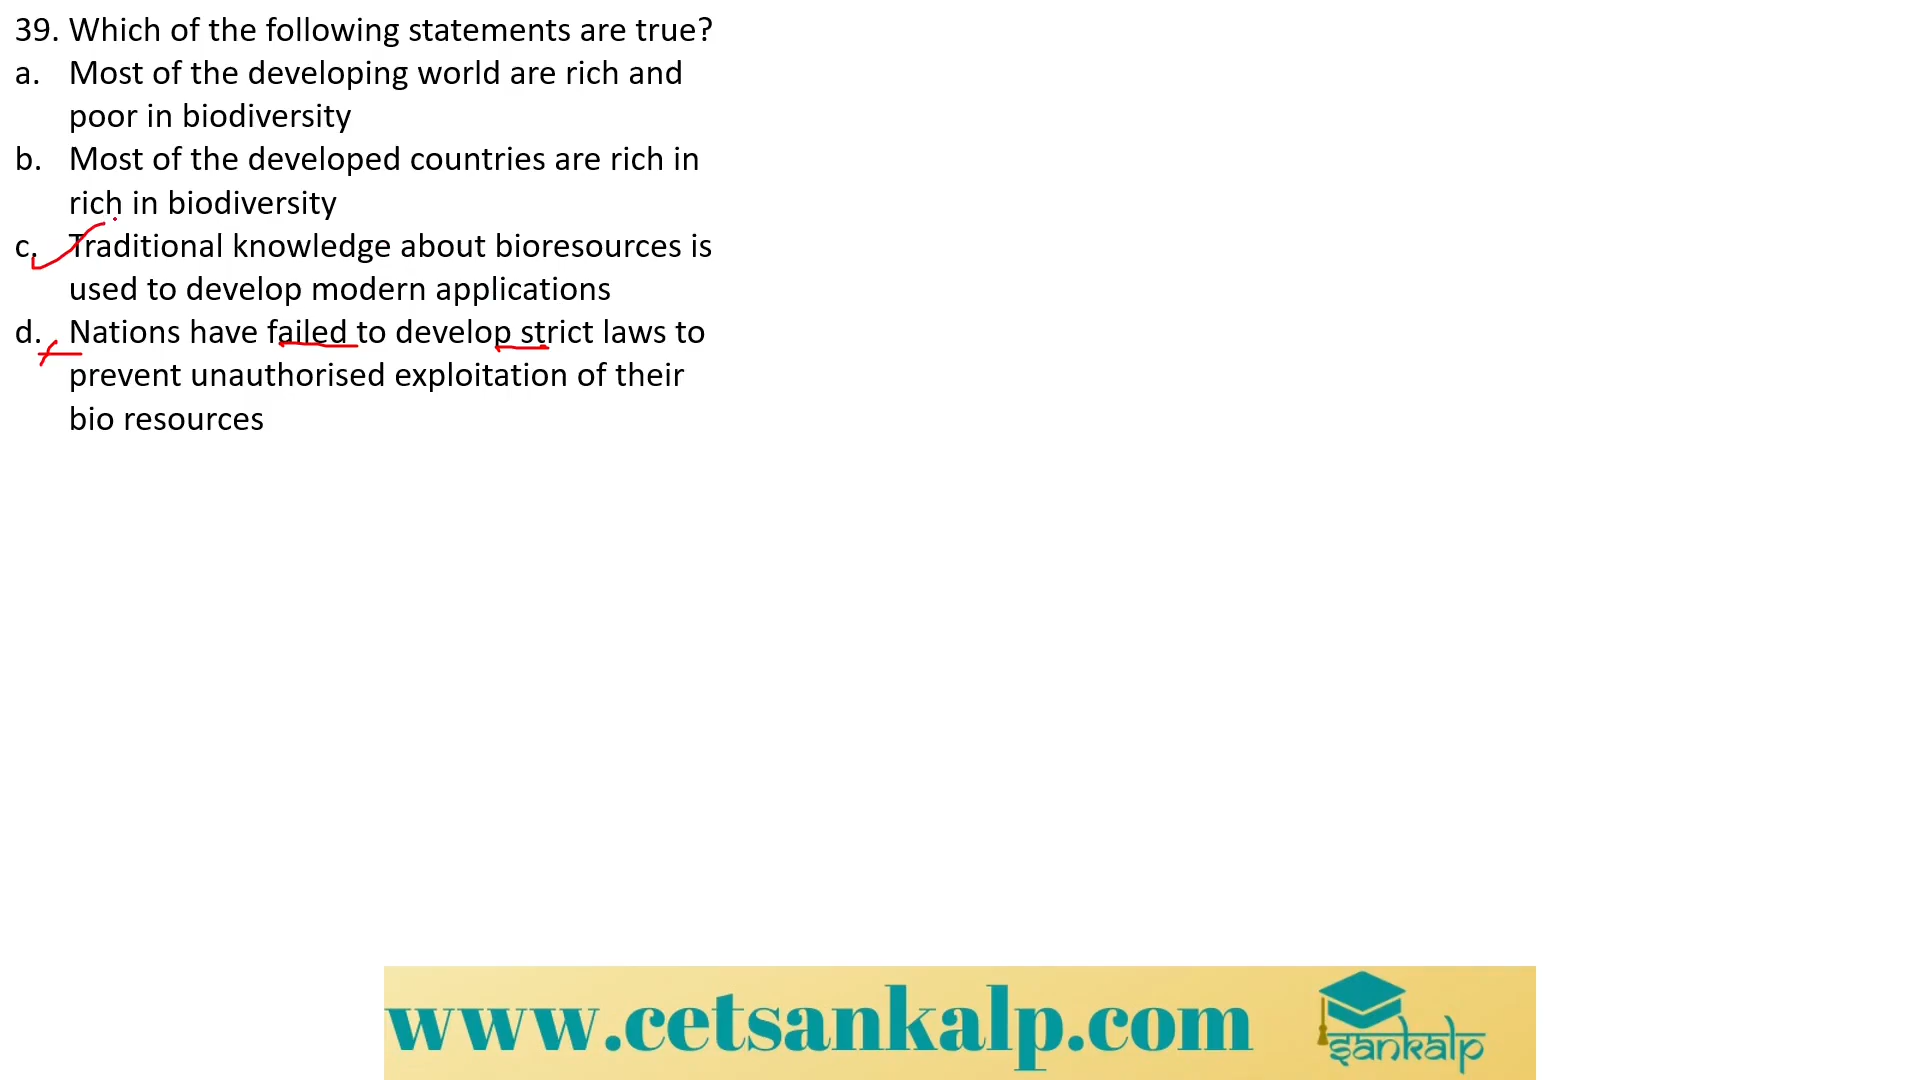 39. Which of the following statements are true?
a. Most of the developing world are rich and
poor in biodiversity
b. Most of the developed countries are rich in
rich in biodiversity
c. Traditional knowledge about bioresources is
used to develop modern applications
d. Nations have failed to develop strict laws to
prevent unauthorised exploitation of their
bio resources
www.cetsankalp.com
संkalp